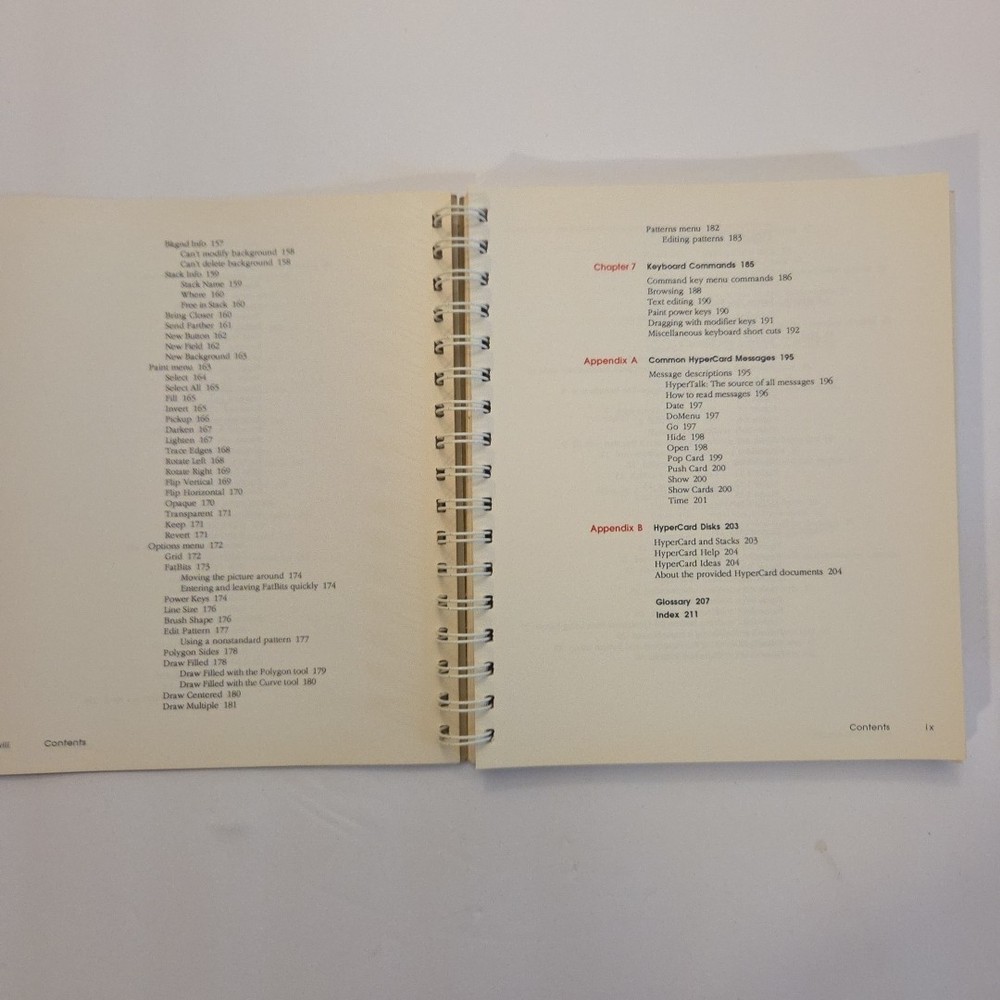 Bkgnd Info 157
Can't modify background 158
Can't delete background 158
Stack Info 159
Stack Name 159
Where 160
Free in Stack 160
Bring Closer 160
Send Farther 161
New Button 162
New Field 162
New Background 163
Paint menu 163
Select 164
Select All 165
Fill 165
Invert 165
Pickup 166
Darken 167
Lighten 167
Trace Edges 168
Rotate Left 168
Rotate Right 169
Flip Vertical 169
Flip Horizontal 170
Opaque 170
Transparent 171
Keep 171
Revert 171
Options menu 172
Grid 172
FatBits 173
Moving the picture around 174
Entering and leaving FatBits quickly 174
Power Keys 174
Line Size 176
Brush Shape 176
Edit Pattern 177
Using a nonstandard pattern 177
Polygon Sides 178
Draw Filled 178
Draw Filled with the Polygon tool 179
Draw Filled with the Curve tool 180
Draw Centered 180
Draw Multiple 181
viii Contents
Patterns menu 182
Editing patterns 183
Chapter 7 Keyboard Commands 185
Command key menu commands 186
Browsing 188
Text editing 190
Paint power keys 190
Dragging with modifier keys 191
Miscellaneous keyboard short cuts 192
Appendix A Common HyperCard Messages 195
Message descriptions 195
HyperTalk: The source of all messages 196
How to read messages 196
Date 197
DoMenu 197
Go 197
Hide 198
Open 198
Pop Card 199
Push Card 200
Show 200
Show Cards 200
Time 201
Appendix B HyperCard Disks 203
HyperCard and Stacks 203
HyperCard Help 204
HyperCard Ideas 204
About the provided HyperCard documents 204
Glossary 207
Index 211
Contents ix